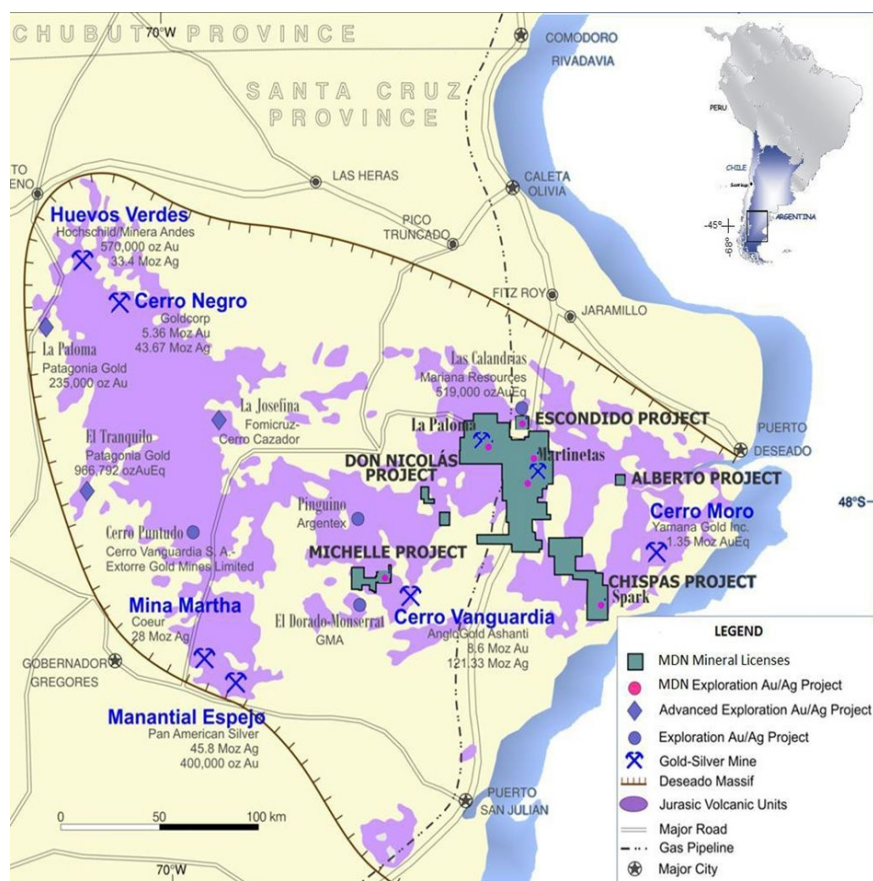 70°W
CHUBUT PROVINCE
COMODORO
RIVADAVIA
SANTA CRUZ
PROVINCE
PERU
CHILE
ARGENTINA
-45°
-68°
TO
ENO
LAS HERAS
CALETA
OLIVIA
PICO
TRUNCADO
FITZ ROY
JARAMILLO
Huevos Verdes
Hochschild/Minera Andes
570,000 oz Au
33.4 Moz Ag
Cerro Negro
Goldcorp
5.36 Moz Au
43.67 Moz Ag
La Paloma
Patagonia Gold
235,000 oz Au
La Josefina
Fomicruz-
Cerro Cazador
El Tranquilo
Patagonia Gold
966,792 ozAuEq
Las Calandrias
Mariana Resources
519,000 ozAuEq
ESCONDIDO PROJECT
La Paloma
Martinetas
DON NICOLÁS
PROJECT
PUERTO
DESEADO
ALBERTO PROJECT
48°S
Cerro Moro
Yamana Gold Inc.
1.35 Moz AuEq
Pinguino
Argentex
Cerro Puntudo
Cerro Vanguardia S. A.-
Extorre Gold Mines Limited
MICHELLE PROJECT
CHISPAS PROJECT
Spark
El Dorado-Monserrat
GMA
Cerro Vanguardia
AngloGold Ashanti
8.6 Moz Au
121.33 Moz Ag
Mina Martha
Coeur
28 Moz Ag
GOBERNADOR
GREGORES
Manantial Espejo
Pan American Silver
45.8 Moz Ag
400,000 oz Au
PUERTO
SAN JULIAN
0 50 100 km
70°W
LEGEND
MDN Mineral Licenses
MDN Exploration Au/Ag Project
Advanced Exploration Au/Ag Project
Exploration Au/Ag Project
Gold-Silver Mine
Deseado Massif
Jurasic Volcanic Units
Major Road
Gas Pipeline
Major City